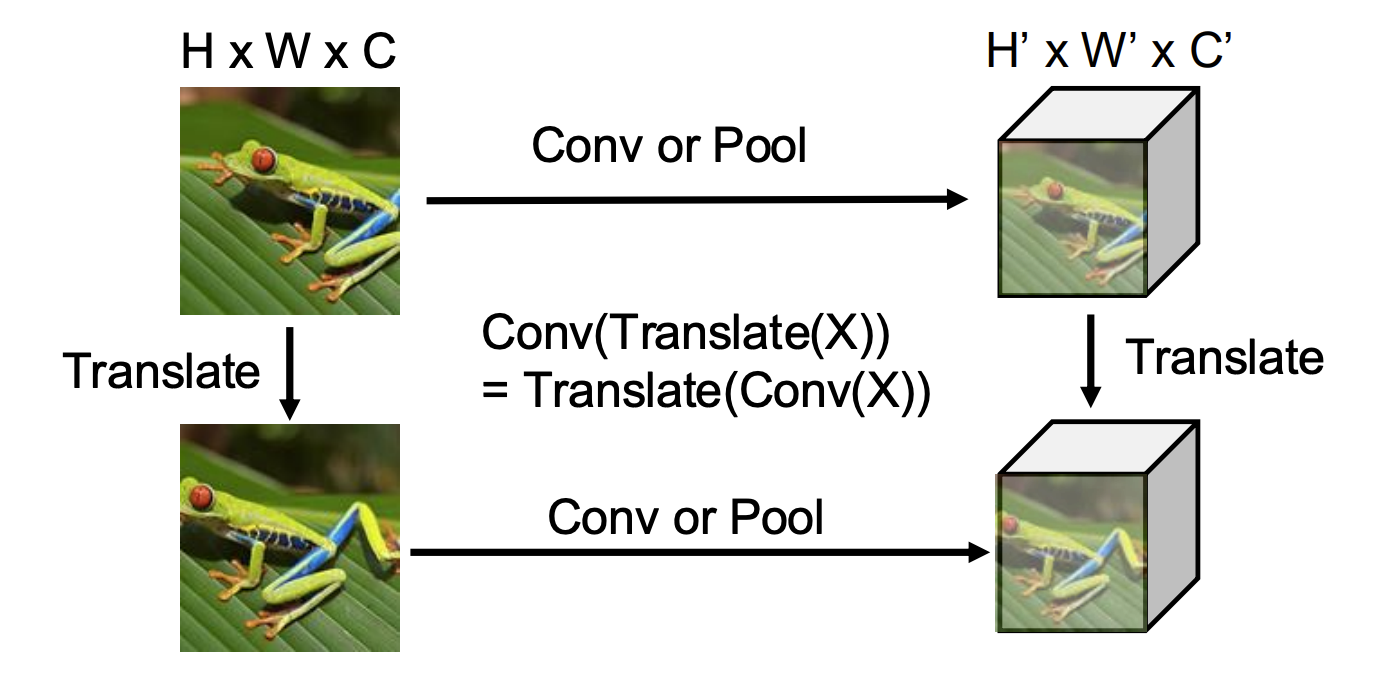 H x W x C
H’ x W’ x C’
Conv or Pool
Translate
Conv(Translate(X))
= Translate(Conv(X))
Translate
Conv or Pool